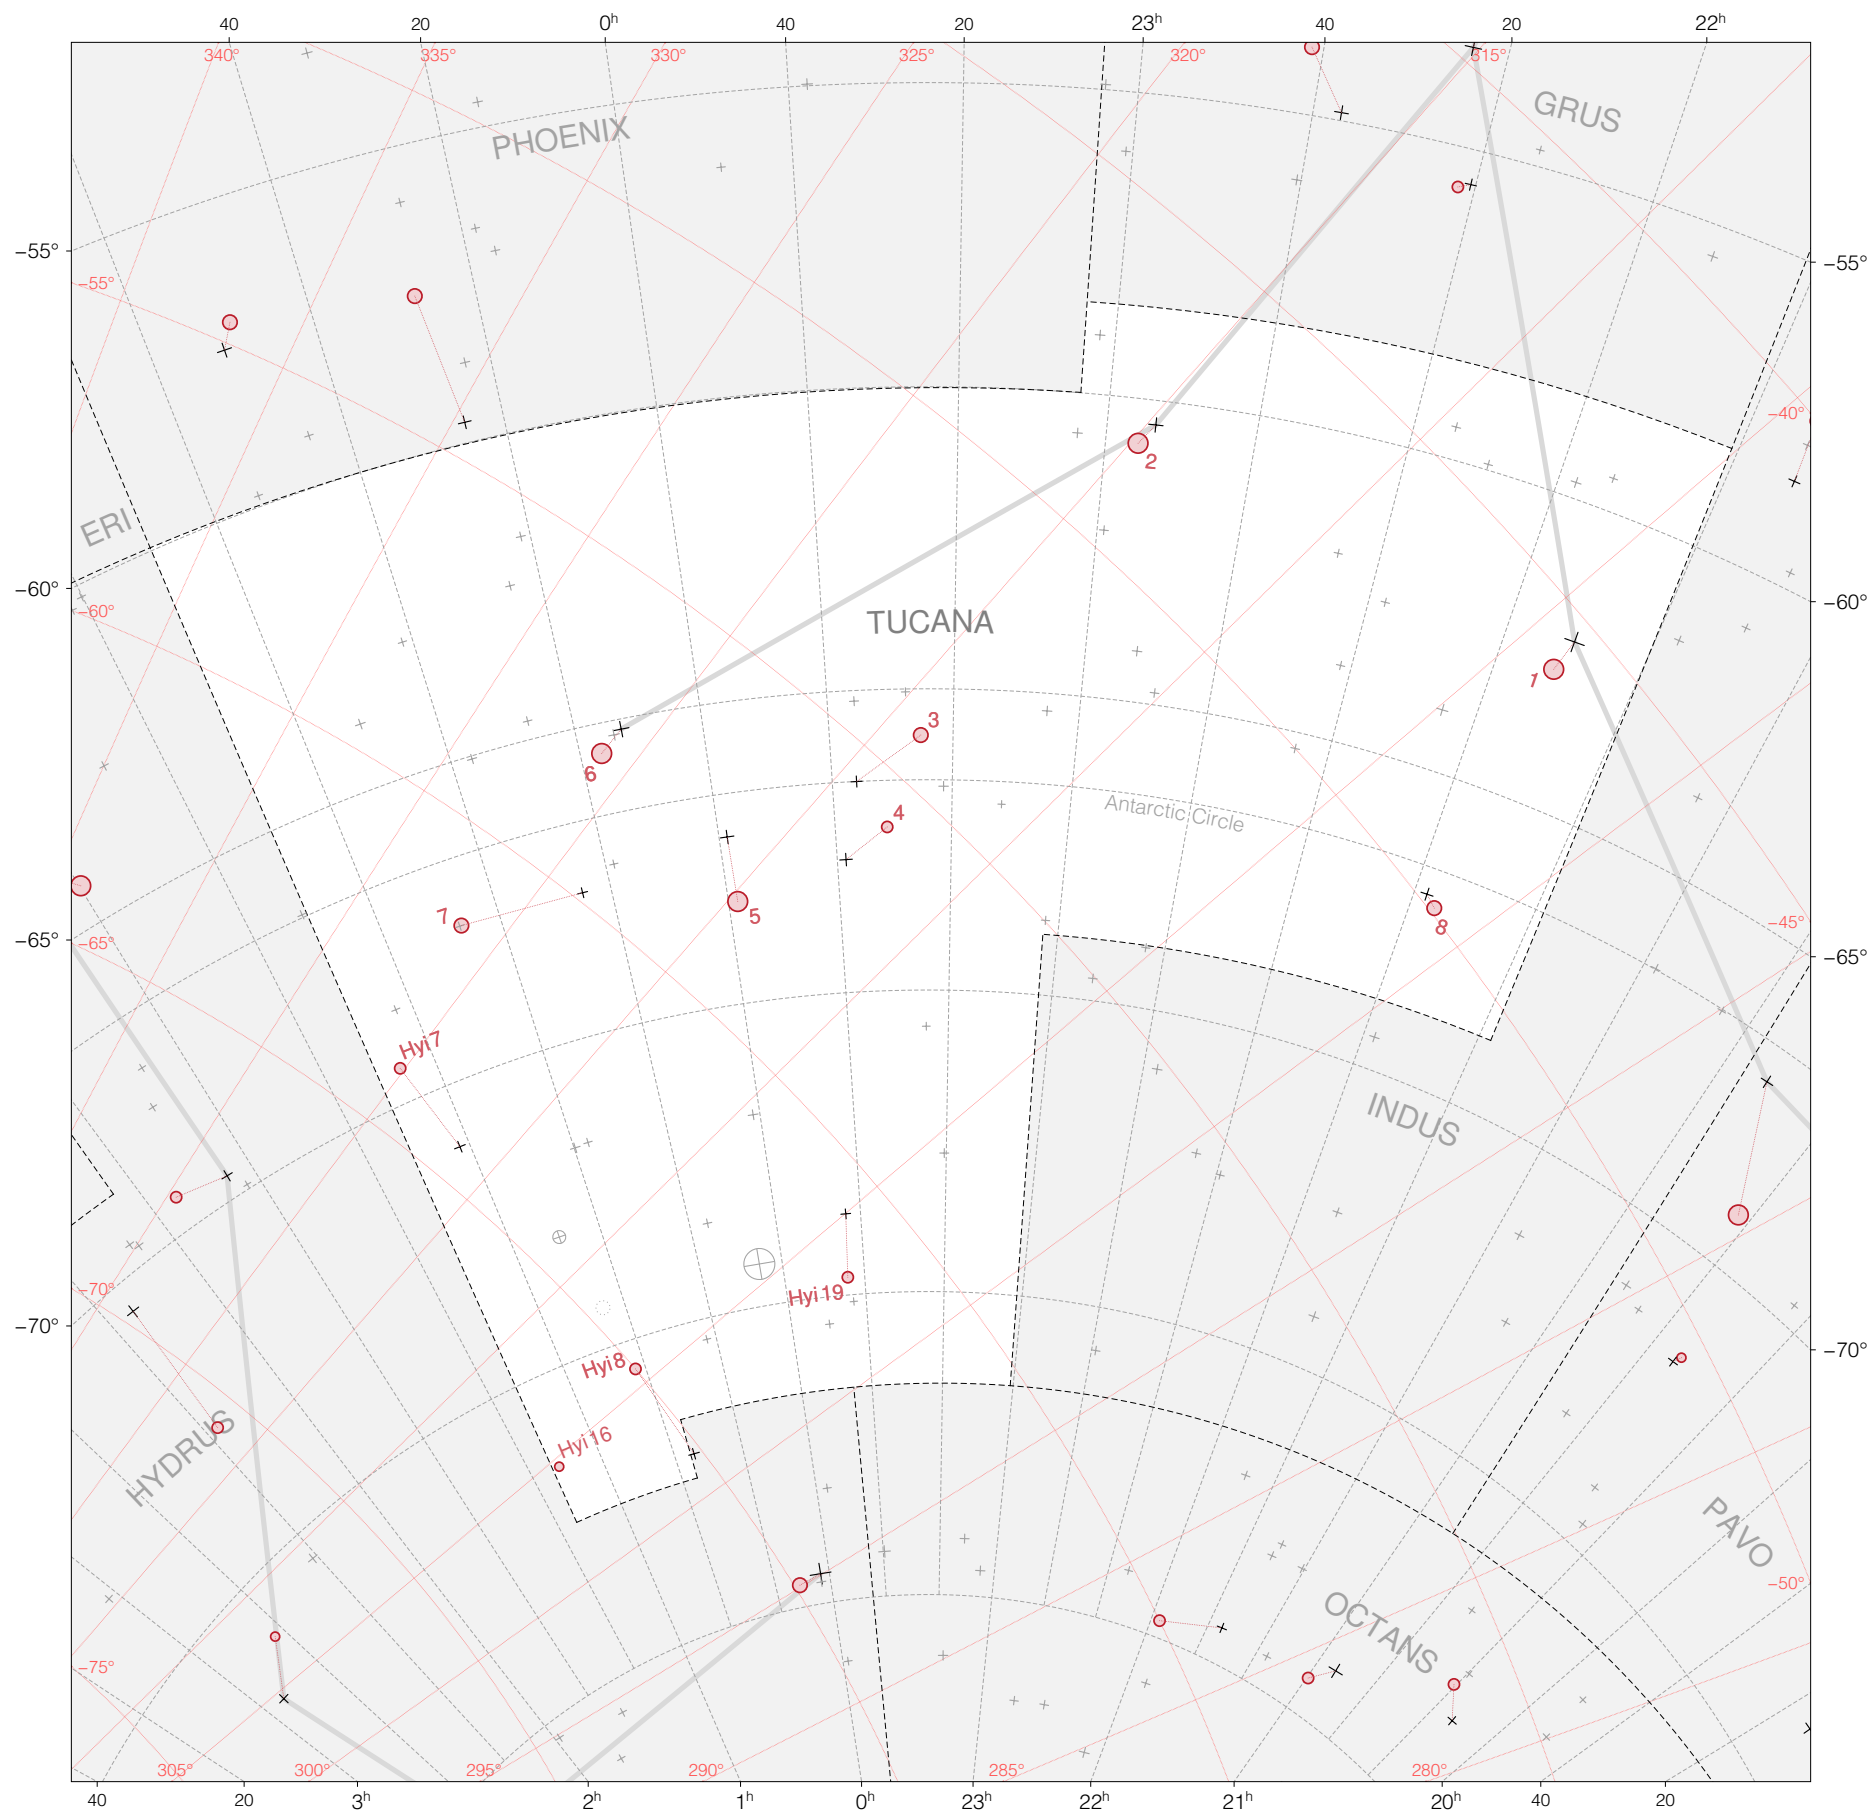 40 20 0h 40 20 23h 40 20 22h
340° 335° 330° 325° 320° 315°
GRUS
PHOENIX
−55° −55°
−55°
−40°
2
ERI
−60° −60°
−60°
TUCANA
1
3
6
Antarctic Circle
4
7 5 8
−45°
−65° −65°
−65°
Hyi 7
INDUS
−70°
Hyi 19
−70° −70°
Hyi 8
HYDRUS
Hyi 16
PAVO
−50°
OCTANS
−75°
305° 300° 295° 290° 285° 280°
40 20 3h 2h 1h 0h 23h 22h 21h 20h 40 20